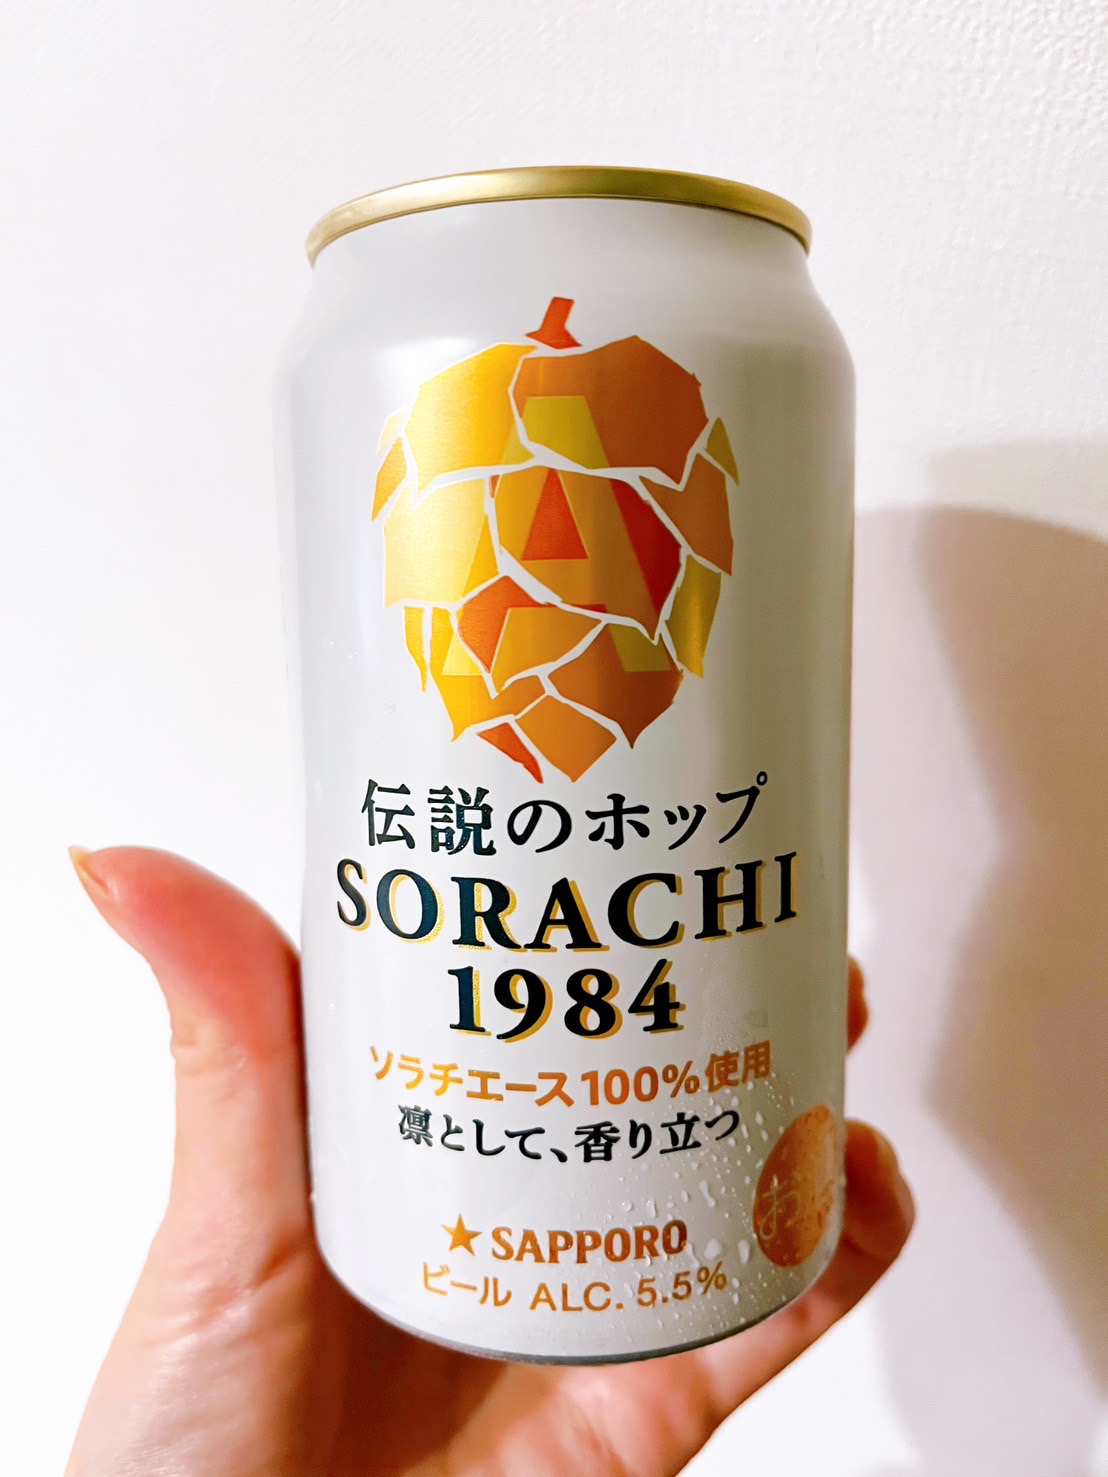 伝説のホップ
SORACHI
1984
ソラチエース100%使用
凛として、香り立つ
★SAPPORO
ビール ALC. 5.5%